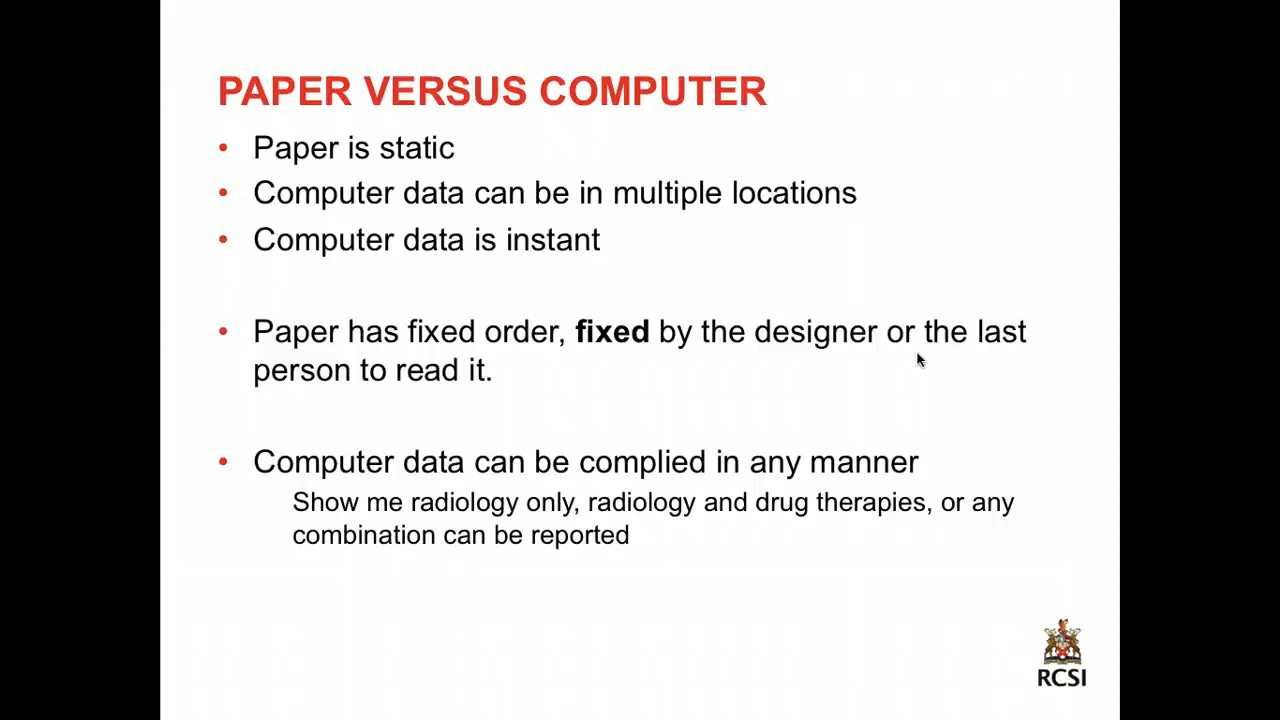 PAPER VERSUS COMPUTER
• Paper is static
• Computer data can be in multiple locations
• Computer data is instant
• Paper has fixed order, fixed by the designer or the last
person to read it.
• Computer data can be complied in any manner
Show me radiology only, radiology and drug therapies, or any
combination can be reported
RCSI